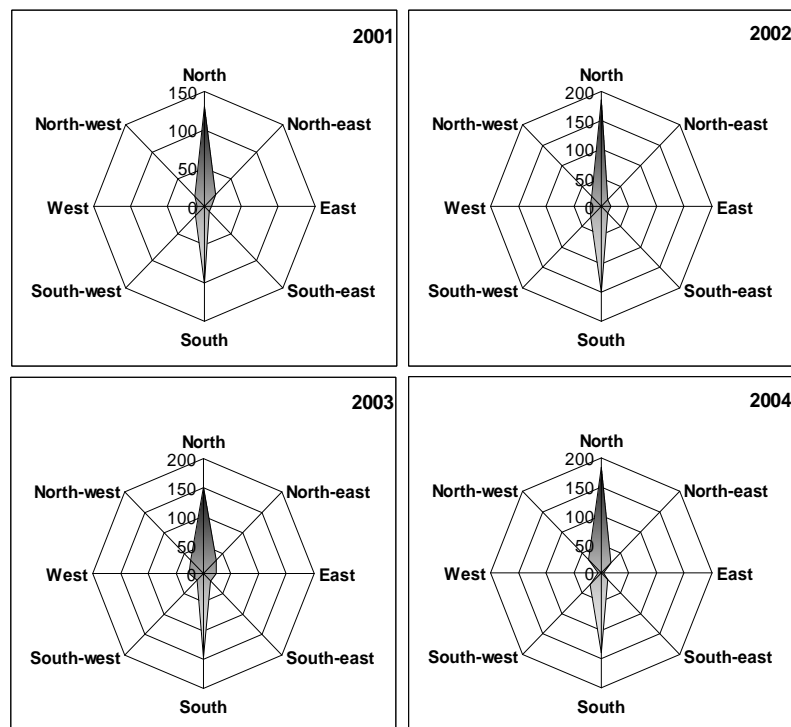 2001
North
150
North-west
North-east
100
50
West
0
East
South-west
South-east
South
2002
North
200
North-west
North-east
150
100
50
West
0
East
South-west
South-east
South
2003
North
200
North-west
North-east
150
100
50
West
0
East
South-west
South-east
South
2004
North
200
North-west
North-east
150
100
50
West
0
East
South-west
South-east
South